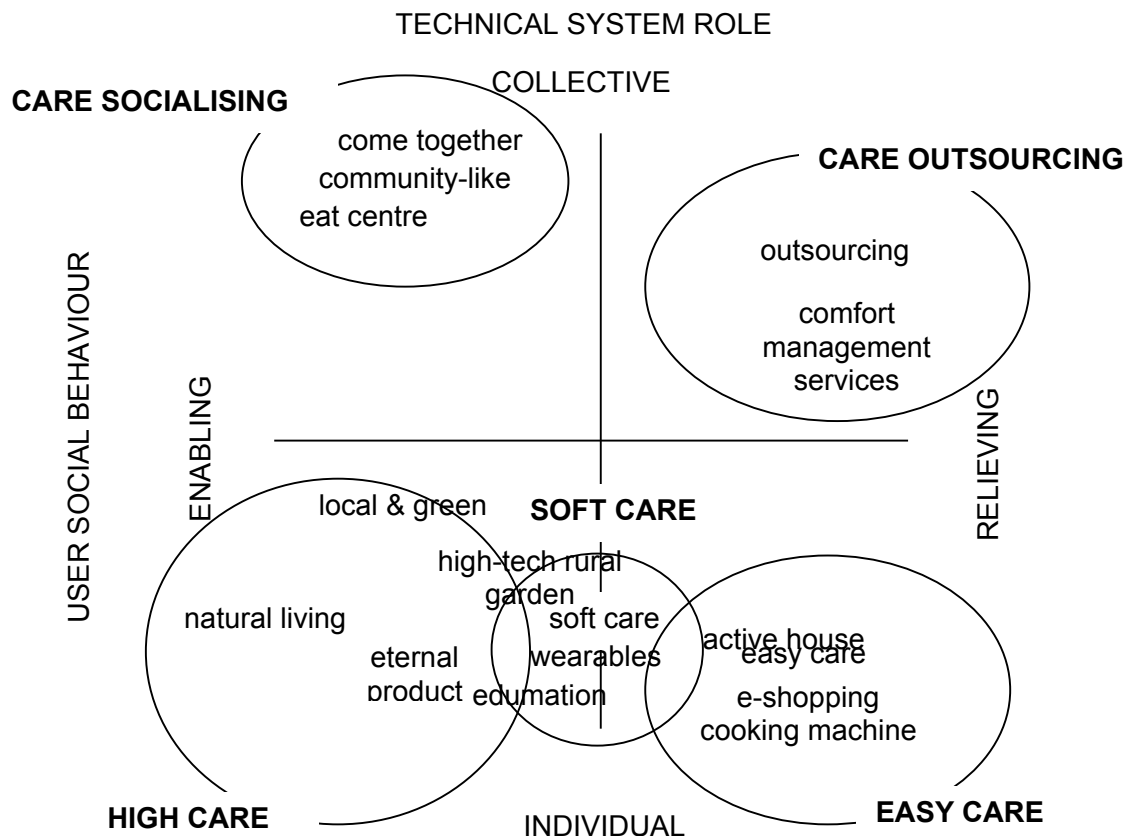 TECHNICAL SYSTEM ROLE
COLLECTIVE
CARE SOCIALISING
come together
community-like
eat centre
CARE OUTSOURCING
outsourcing
comfort
management
services
USER SOCIAL BEHAVIOUR
ENABLING
RELIEVING
local & green
SOFT CARE
high-tech rural
garden
natural living
soft care
wearables
eternal
product
edumation
active house
easy care
e-shopping
cooking machine
HIGH CARE
INDIVIDUAL
EASY CARE